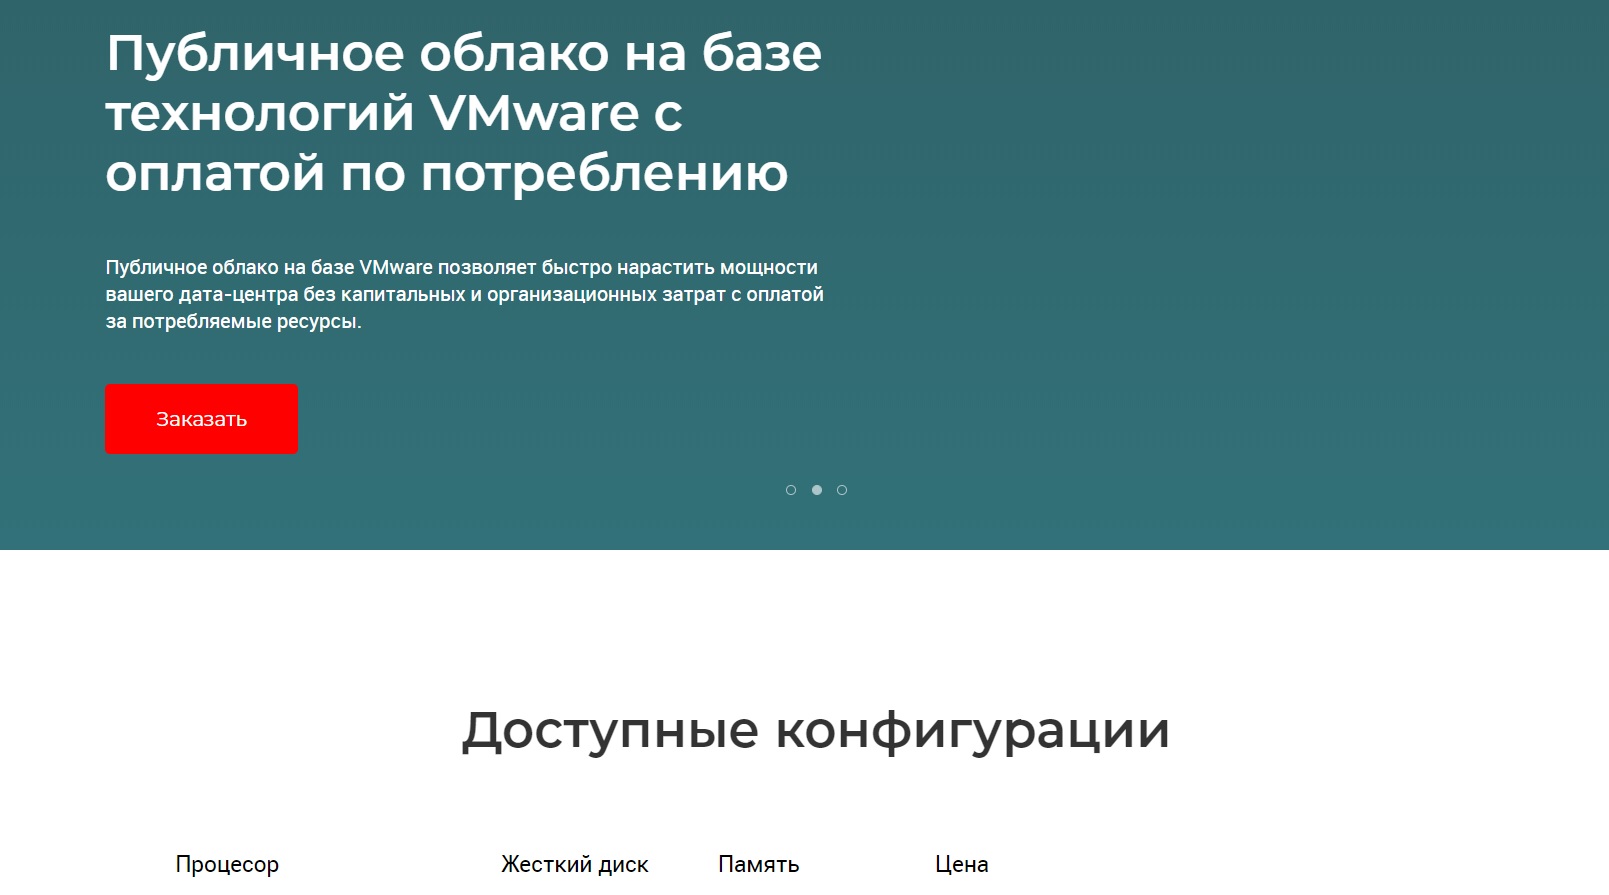 Публичное облако на базе
технологий VMware с
оплатой по потреблению
Публичное облако на базе VMware позволяет быстро нарастить мощности
вашего дата-центра без капитальных и организационных затрат с оплатой
за потребляемые ресурсы.
Заказать
Доступные конфигурации
Процесор Жесткий диск Память Цена